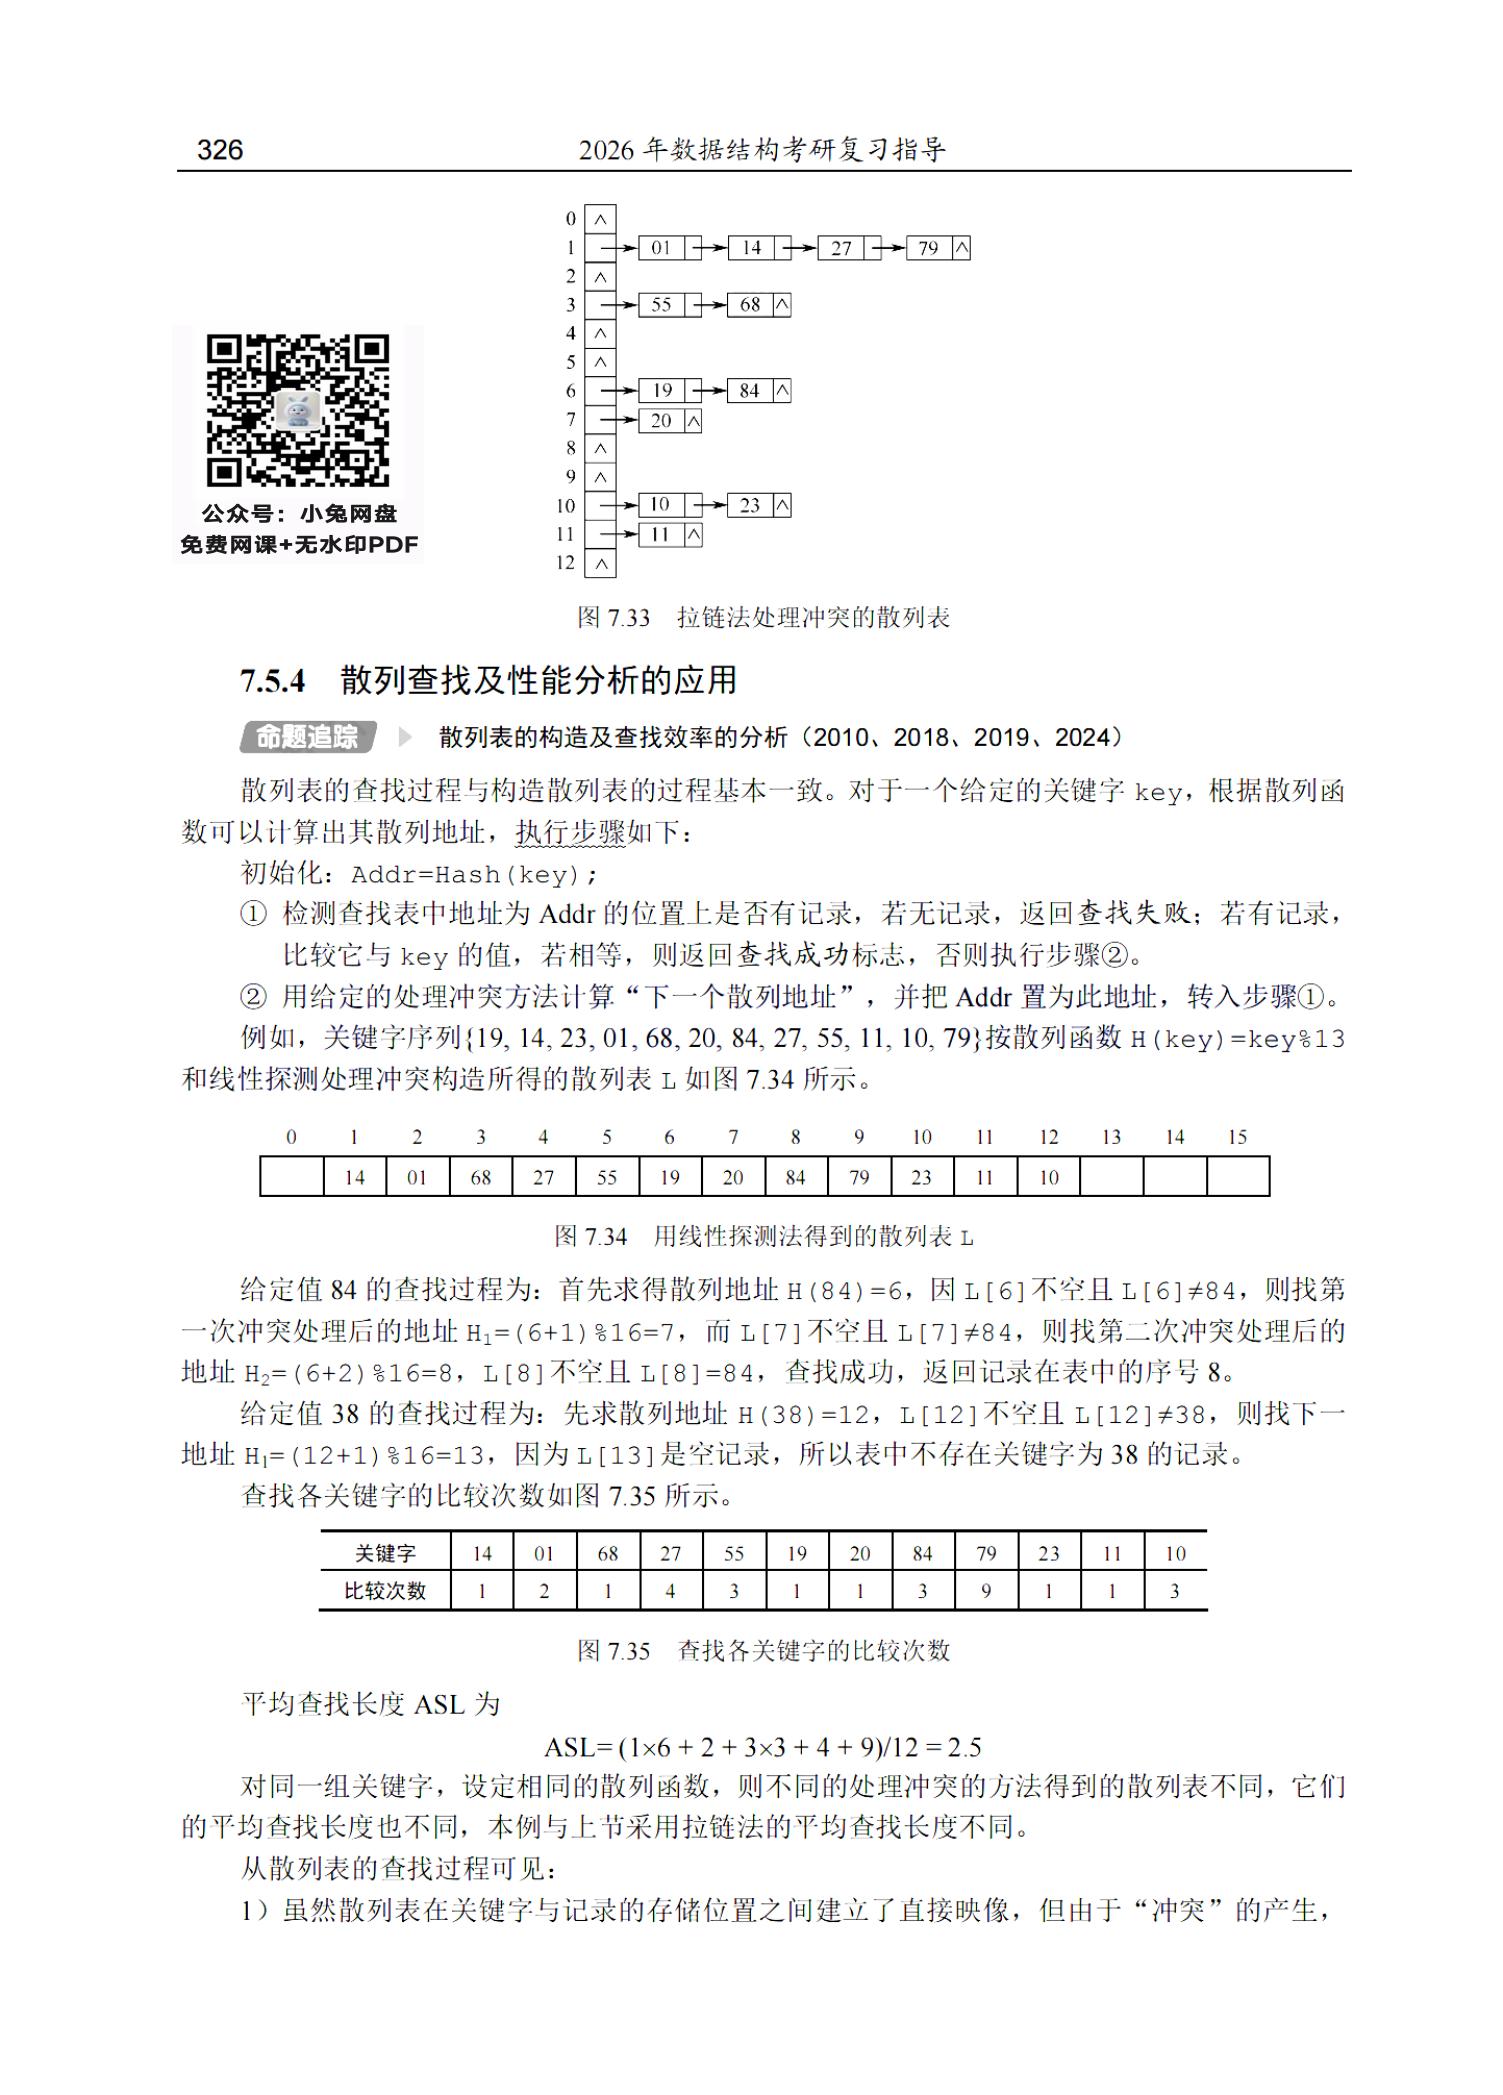 326 2026 年数据结构考研复习指导
0 ∧
1 01 14 27 79 ∧
2 ∧
3 55 68 ∧
4 ∧
5 ∧
6 19 84 ∧
7 20 ∧
8 ∧
9 ∧
10 10 23 ∧
11 11 ∧
12 ∧
公众号：小兔网盘
免费网课+无水印PDF
图 7.33 拉链法处理冲突的散列表
7.5.4 散列查找及性能分析的应用
命题追踪 散列表的构造及查找效率的分析（2010、2018、2019、2024）
散列表的查找过程与构造散列表的过程基本一致。对于一个给定的关键字 key，根据散列函
数可以计算出其散列地址，执行步骤如下：
初始化：Addr=Hash(key);
① 检测查找表中地址为 Addr 的位置上是否有记录，若无记录，返回查找失败；若有记录，
比较它与 key 的值，若相等，则返回查找成功标志，否则执行步骤②。
② 用给定的处理冲突方法计算“下一个散列地址”，并把 Addr 置为此地址，转入步骤①。
例如，关键字序列{19, 14, 23, 01, 68, 20, 84, 27, 55, 11, 10, 79}按散列函数 H(key)=key%13
和线性探测处理冲突构造所得的散列表 L 如图 7.34 所示。
0 1 2 3 4 5 6 7 8 9 10 11 12 13 14 15
14 01 68 27 55 19 20 84 79 23 11 10
图 7.34 用线性探测法得到的散列表 L
给定值 84 的查找过程为：首先求得散列地址 H(84)=6，因 L[6]不空且 L[6]≠84，则找第
一次冲突处理后的地址 H₁=(6+1)%16=7，而 L[7]不空且 L[7]≠84，则找第二次冲突处理后的
地址 H₂=(6+2)%16=8，L[8]不空且 L[8]=84，查找成功，返回记录在表中的序号 8。
给定值 38 的查找过程为：先求散列地址 H(38)=12，L[12]不空且 L[12]≠38，则找下一
地址 H₁=(12+1)%16=13，因为 L[13]是空记录，所以表中不存在关键字为 38 的记录。
查找各关键字的比较次数如图 7.35 所示。
关键字 14 01 68 27 55 19 20 84 79 23 11 10
比较次数 1 2 1 4 3 1 1 3 9 1 1 3
图 7.35 查找各关键字的比较次数
平均查找长度 ASL 为
ASL= (1×6 + 2 + 3×3 + 4 + 9)/12 = 2.5
对同一组关键字，设定相同的散列函数，则不同的处理冲突的方法得到的散列表不同，它们
的平均查找长度也不同，本例与上节采用拉链法的平均查找长度不同。
从散列表的查找过程可见：
1）虽然散列表在关键字与记录的存储位置之间建立了直接映像，但由于“冲突”的产生，